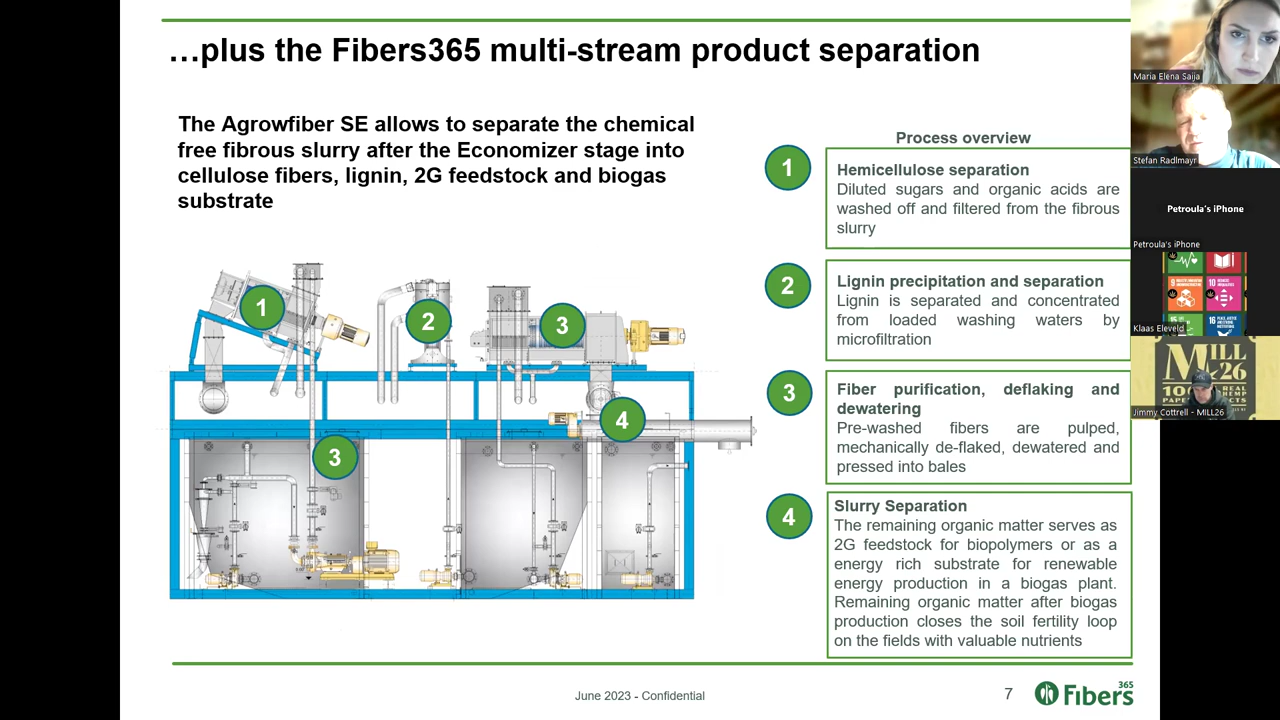 …plus the Fibers365 multi-stream product separation
The Agrowfiber SE allows to separate the chemical
free fibrous slurry after the Economizer stage into
cellulose fibers, lignin, 2G feedstock and biogas
substrate
Process overview
1
Hemicellulose separation
Diluted sugars and organic acids are
washed off and filtered from the fibrous
slurry
2
Lignin precipitation and separation
Lignin is separated and concentrated
from loaded washing waters by
microfiltration
3
Fiber purification, deflaking and
dewatering
Pre-washed fibers are pulped,
mechanically de-flaked, dewatered and
pressed into bales
4
Slurry Separation
The remaining organic matter serves as
2G feedstock for biopolymers or as a
energy rich substrate for renewable
energy production in a biogas plant.
Remaining organic matter after biogas
production closes the soil fertility loop
on the fields with valuable nutrients
1
2
3
4
3
June 2023 - Confidential
7
Fibers
365
Maria Elena Saija
Stefan Radlmayr
Petroula's iPhone
Petroula's iPhone
Klaas Eleveld
MILL
26
Jimmy Cottrell - MILL26